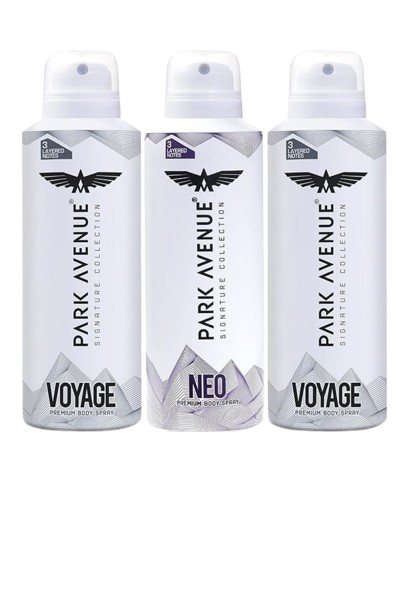 3
LAYERED
NOTES
PARK AVENUE®
SIGNATURE COLLECTION
VOYAGE
PREMIUM BODY SPRAY
3
LAYERED
NOTES
PARK AVENUE®
SIGNATURE COLLECTION
NEO
PREMIUM BODY SPRAY
3
LAYERED
NOTES
PARK AVENUE®
SIGNATURE COLLECTION
VOYAGE
PREMIUM BODY SPRAY